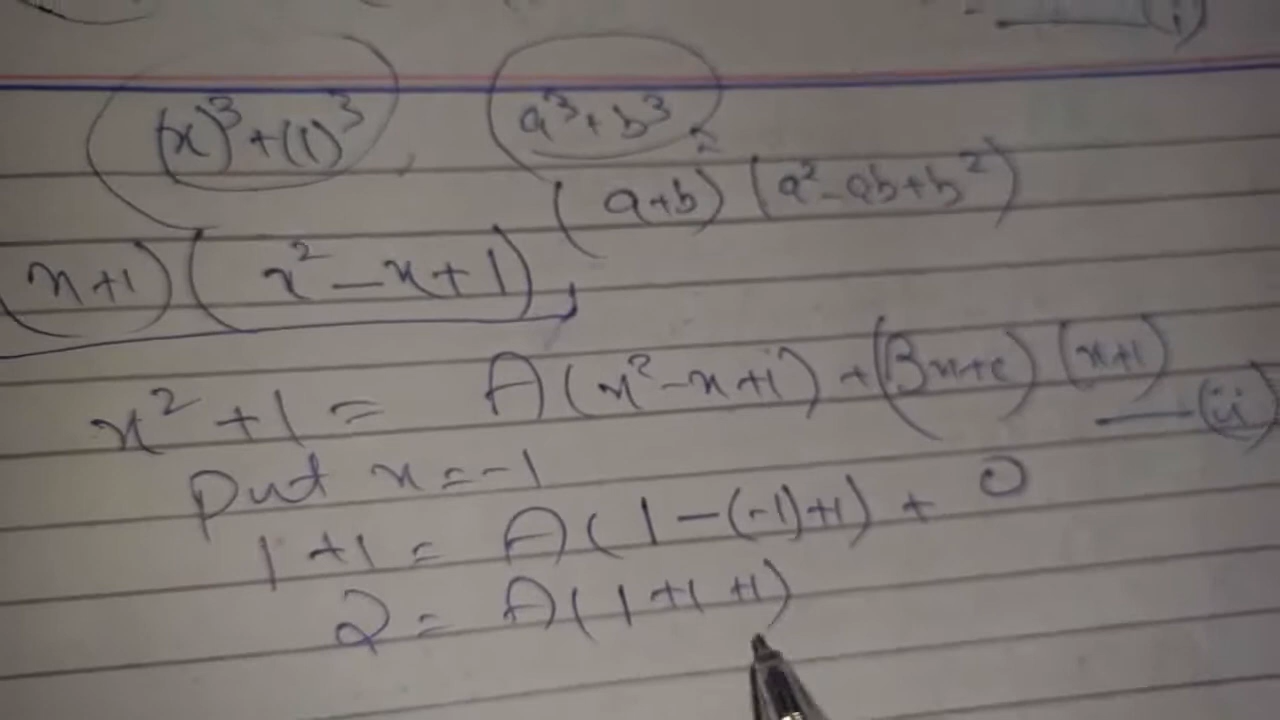 (i)
(x)³+(1)³, a³+b³
(a+b) (a²-ab+b²)
(x+1) (x²-x+1)
x²+1 = A(x²-x+1) + (Bx+c) (x+1) —(ii)
Put x=-1
1+1 = A(1-(-1)+1) + 0
2 = A(1+1+1)